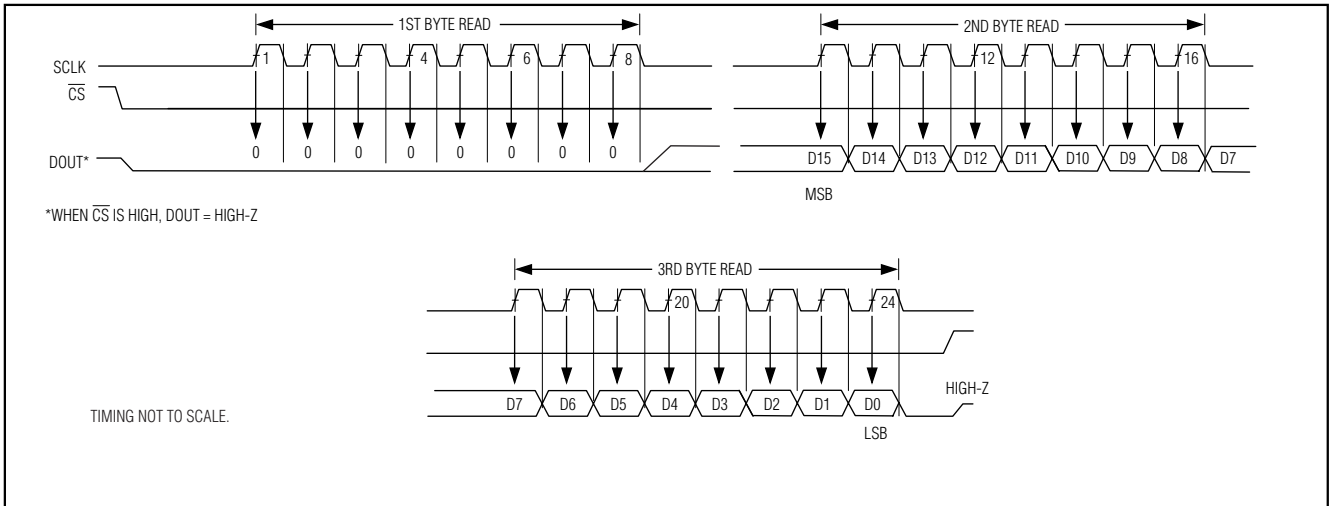 1ST BYTE READ
2ND BYTE READ
SCLK
1 4 6 8
12 16
CS
0 0 0 0 0 0 0 0
DOUT*
D15 D14 D13 D12 D11 D10 D9 D8 D7
MSB
*WHEN CS IS HIGH, DOUT = HIGH-Z
3RD BYTE READ
20 24
HIGH-Z
D7 D6 D5 D4 D3 D2 D1 D0
TIMING NOT TO SCALE.
LSB